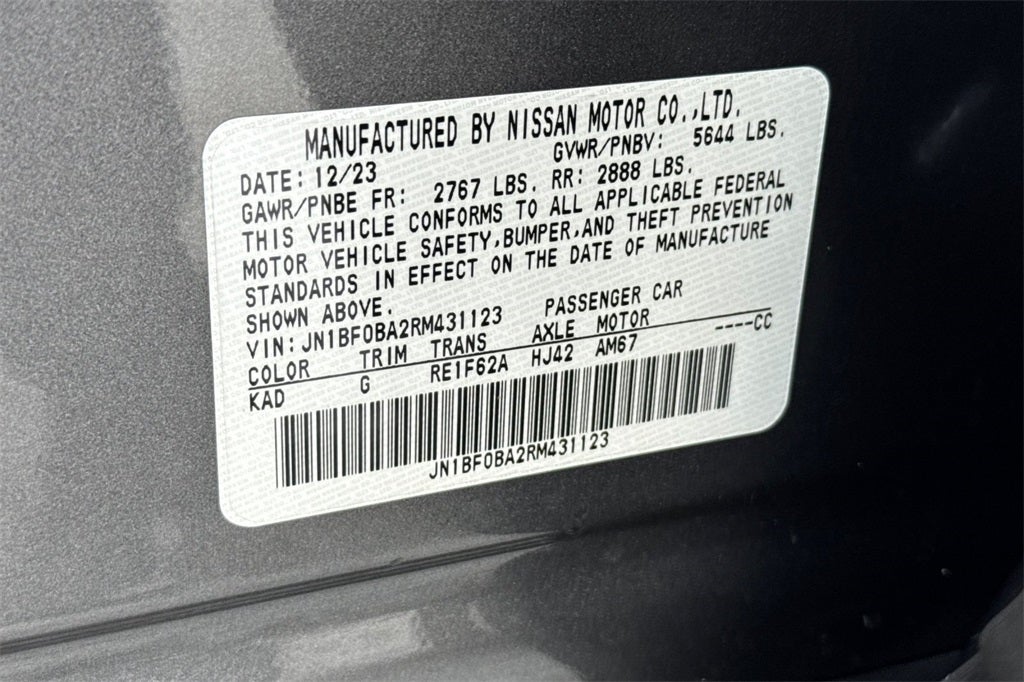 MANUFACTURED BY NISSAN MOTOR CO.,LTD.
DATE: 12/23 GVWR/PNBV: 5644 LBS.
GAWR/PNBE FR: 2767 LBS. RR: 2888 LBS.
THIS VEHICLE CONFORMS TO ALL APPLICABLE FEDERAL
MOTOR VEHICLE SAFETY,BUMPER,AND THEFT PREVENTION
STANDARDS IN EFFECT ON THE DATE OF MANUFACTURE
SHOWN ABOVE.
VIN: JN1BF0BA2RM431123 PASSENGER CAR
COLOR TRIM TRANS AXLE MOTOR
KAD G RE1F62A HJ42 AM67 ----CC
JN1BF0BA2RM431123